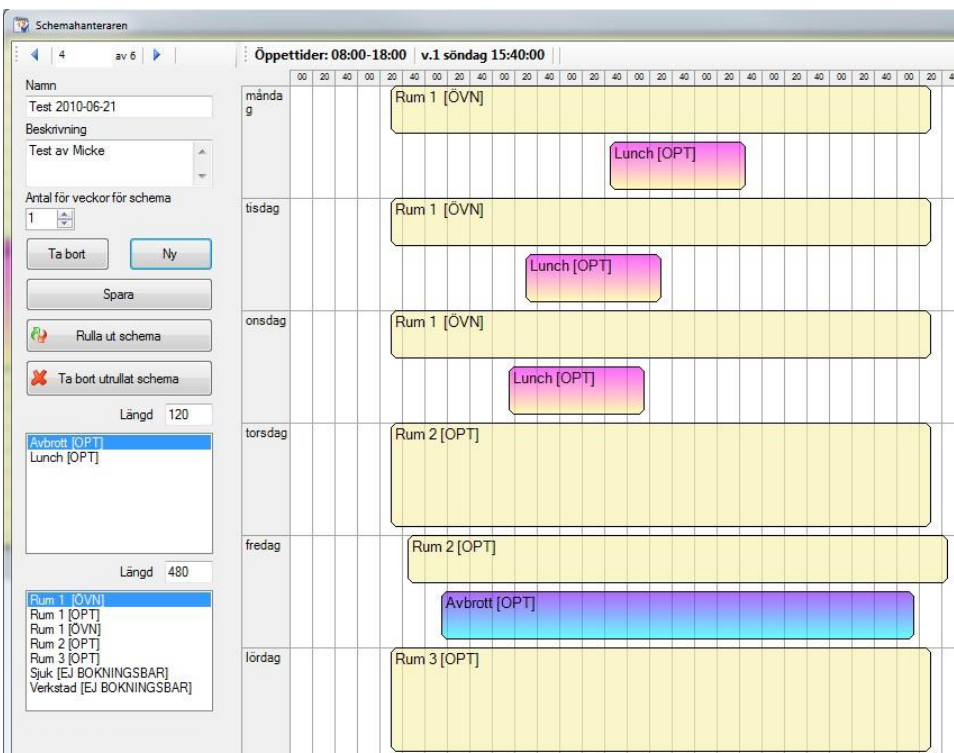 Schemahanteraren
4 av 6 Öppettider: 08:00-18:00 v.1 söndag 15:40:00
00 20 40 00 20 40 00 20 40 00 20 40 00 20 40 00 20 40 00 20 40 00 20 40 00 20 40 00 20 40 00 20 40 00 20 40 00 20 4
Namn
Test 2010-06-21
Beskrivning
Test av Micke
Antal för veckor för schema
1
Ta bort Ny
Spara
Rulla ut schema
Ta bort utrullat schema
Längd 120
Avbrott [OPT]
Lunch [OPT]
Längd 480
Rum 1 [ÖVN]
Rum 1 [OPT]
Rum 1 [ÖVN]
Rum 2 [OPT]
Rum 3 [OPT]
Sjuk [EJ BOKNINGSBAR]
Verkstad [EJ BOKNINGSBAR]
månda
g
Rum 1 [ÖVN]
Lunch [OPT]
tisdag
Rum 1 [ÖVN]
Lunch [OPT]
onsdag
Rum 1 [ÖVN]
Lunch [OPT]
torsdag
Rum 2 [OPT]
fredag
Rum 2 [OPT]
Avbrott [OPT]
lördag
Rum 3 [OPT]